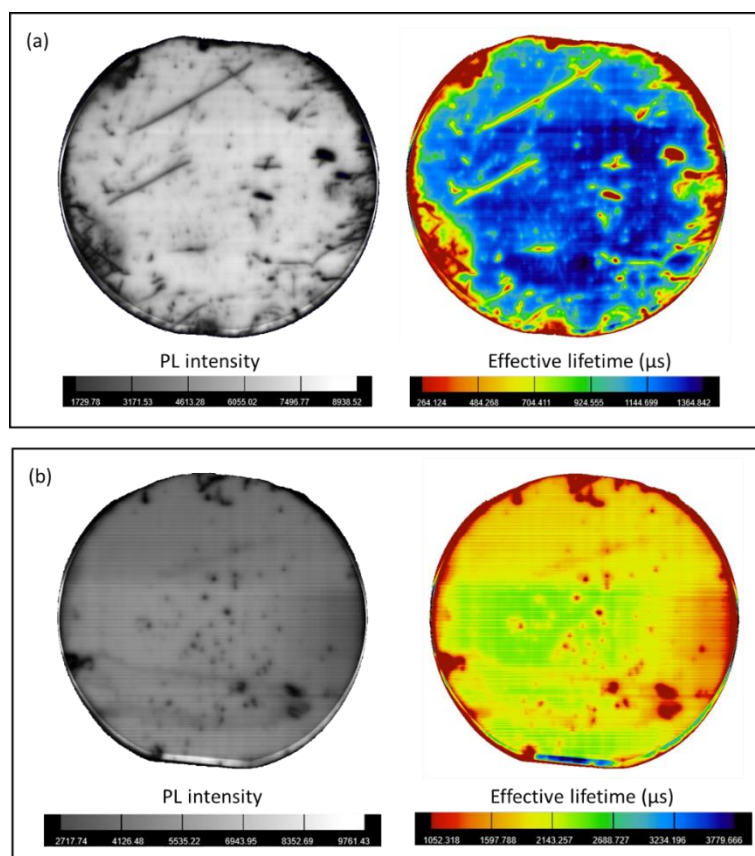 (a)
PL intensity
Effective lifetime (μs)
1729.78 3171.53 4613.28 6055.02 7496.77 8938.52
264.124 484.268 704.411 924.555 1144.699 1364.842
(b)
PL intensity
Effective lifetime (μs)
2717.74 4126.48 5535.22 6943.95 8352.69 9761.43
1052.318 1597.788 2143.257 2688.727 3234.196 3779.666